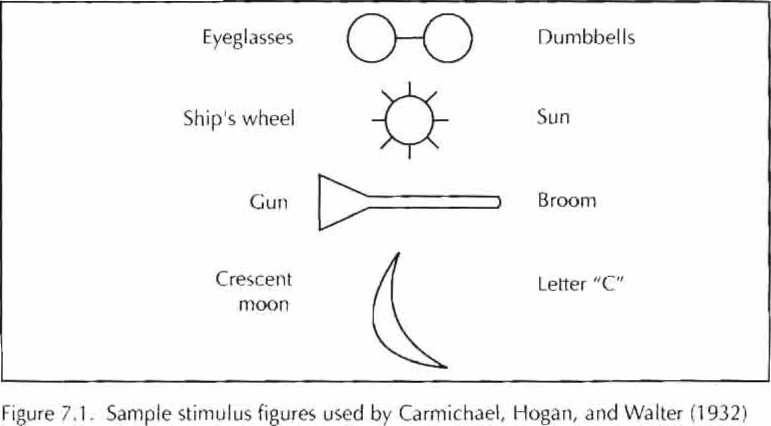 Eyeglasses Dumbbells
Ship's wheel Sun
Gun Broom
Crescent
moon
Letter "C"
Figure 7.1. Sample stimulus figures used by Carmichael, Hogan, and Walter (1932)